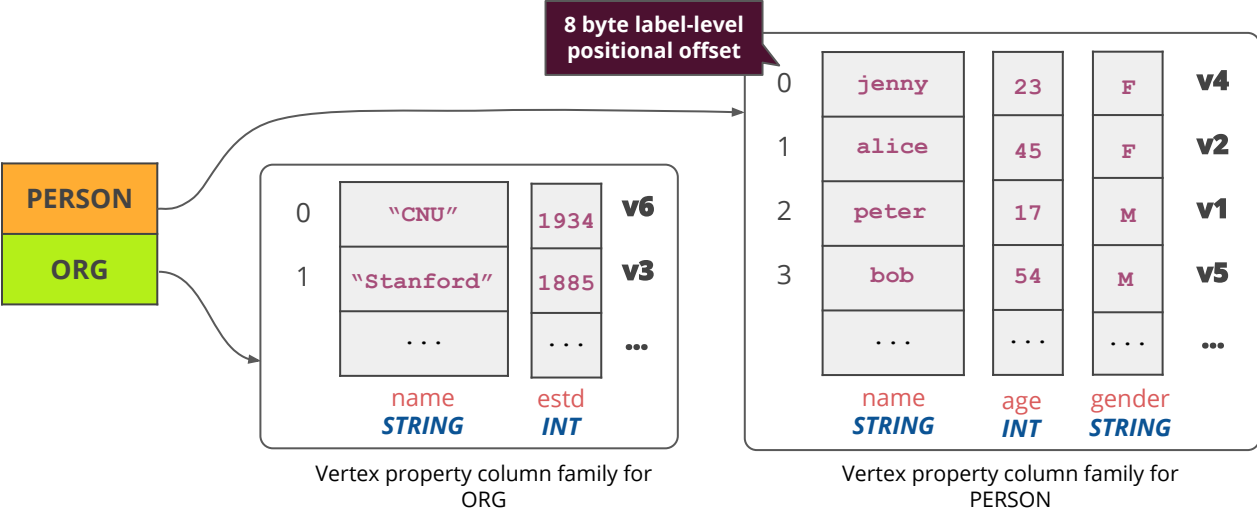 8 byte label-level
positional offset
PERSON
ORG
0 “CNU” 1934 v6
1 “Stanford” 1885 v3
... ... ...
name estd
STRING INT
Vertex property column family for
ORG
0 jenny 23 F v4
1 alice 45 F v2
2 peter 17 M v1
3 bob 54 M v5
... ... ... ...
name age gender
STRING INT STRING
Vertex property column family for
PERSON